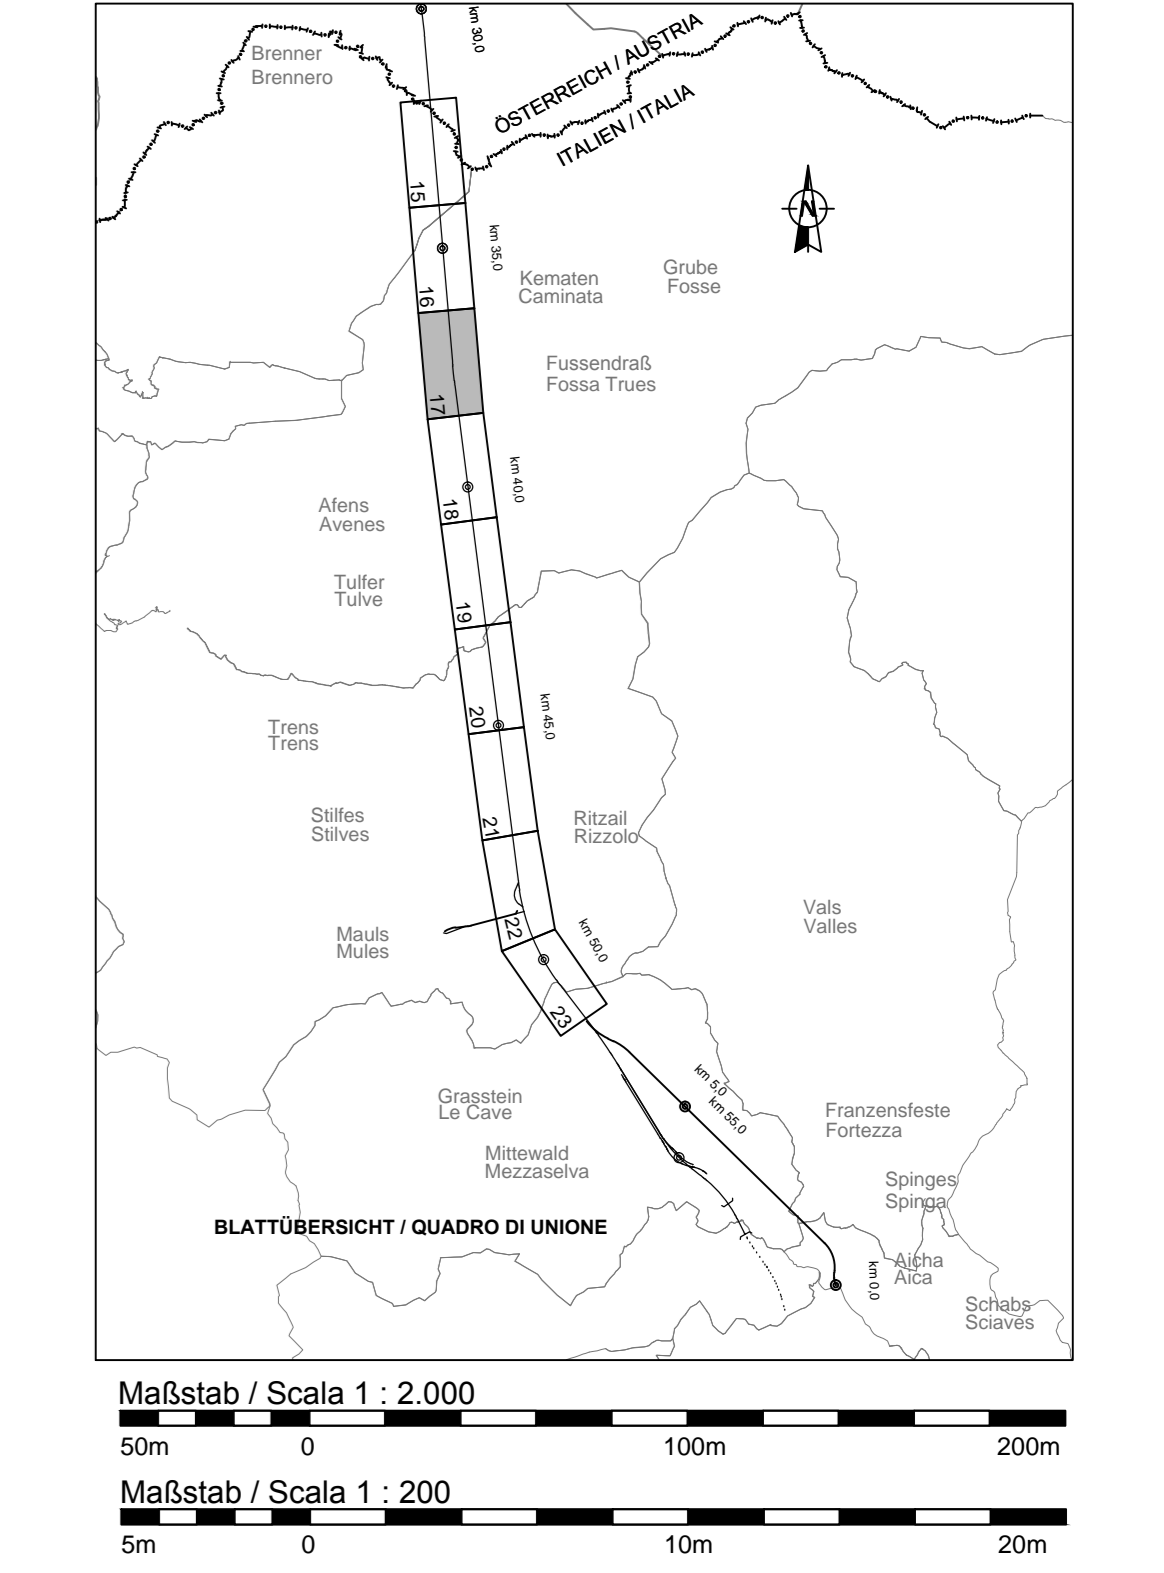 km 30,0
Brenner
Brennero
ÖSTERREICH / AUSTRIA
ITALIEN / ITALIA
N
15
km 35,0
16
Kematen
Caminata
Grube
Fosse
Fussendraß
Fossa Trues
17
km 40,0
18
Afens
Avenes
Tulfer
Tulve
19
20
km 45,0
Trens
Trens
21
Stilfes
Stilves
Ritzail
Rizzolo
22
Vals
Valles
Mauls
Mules
km 50,0
23
Grasstein
Le Cave
km 5,0
km 55,0
Franzensfeste
Fortezza
Mittewald
Mezzaselva
Spinges
Spinga
BLATTÜBERSICHT / QUADRO DI UNIONE
Aicha
Aica
km 0,0
Schabs
Sciaves
Maßstab / Scala 1 : 2.000
50m 0 100m 200m
Maßstab / Scala 1 : 200
5m 0 10m 20m